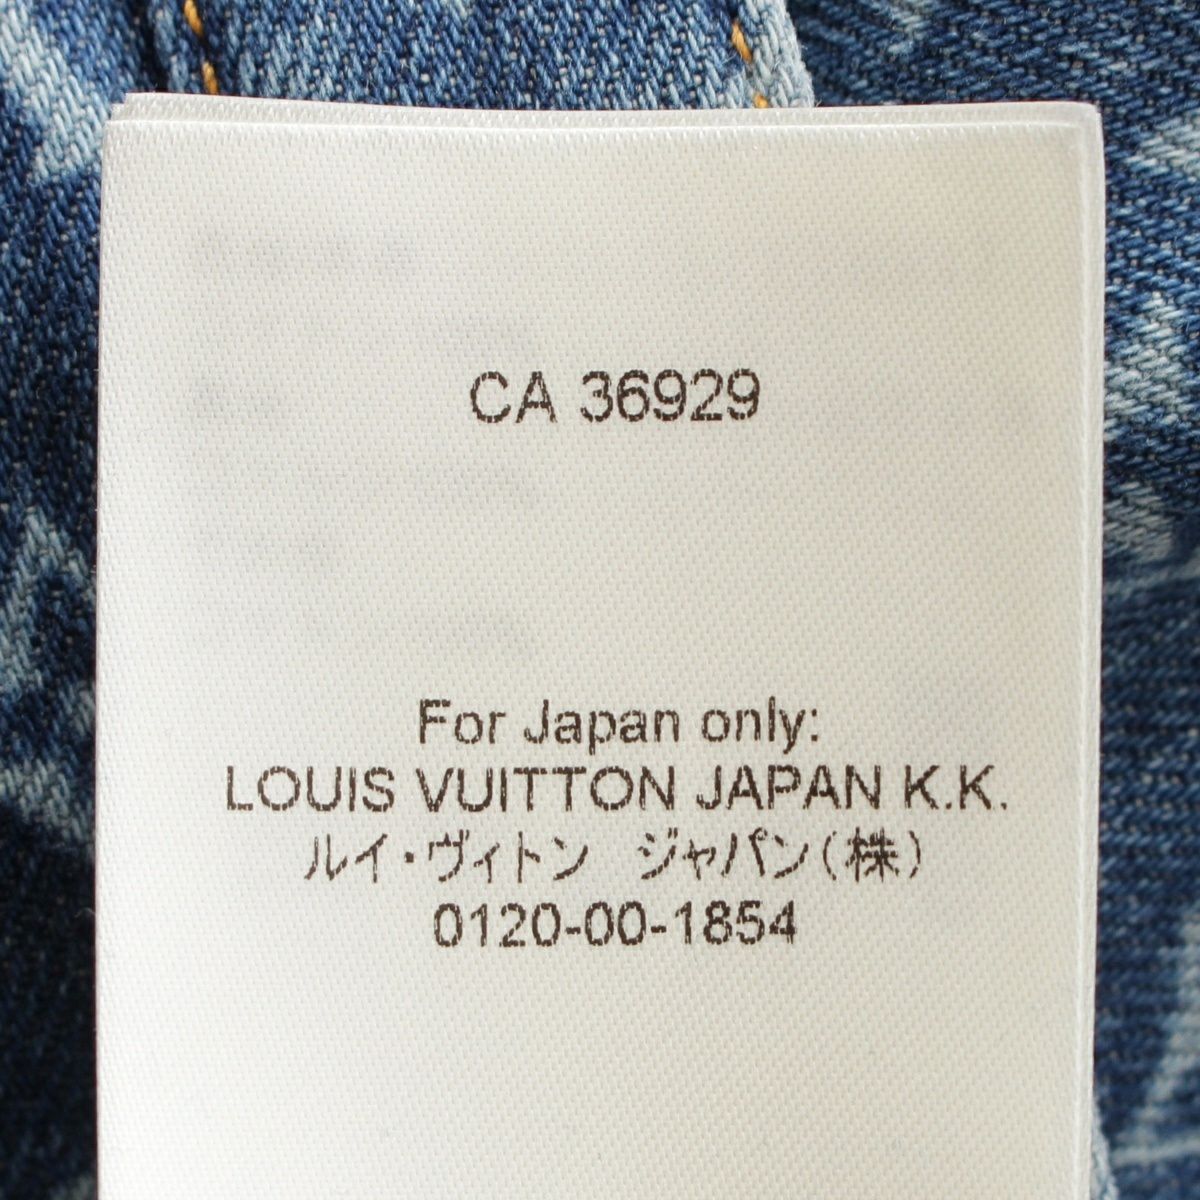 CA 36929
For Japan only:
LOUIS VUITTON JAPAN K.K.
ルイ・ヴィトン　ジャパン(株)
0120-00-1854